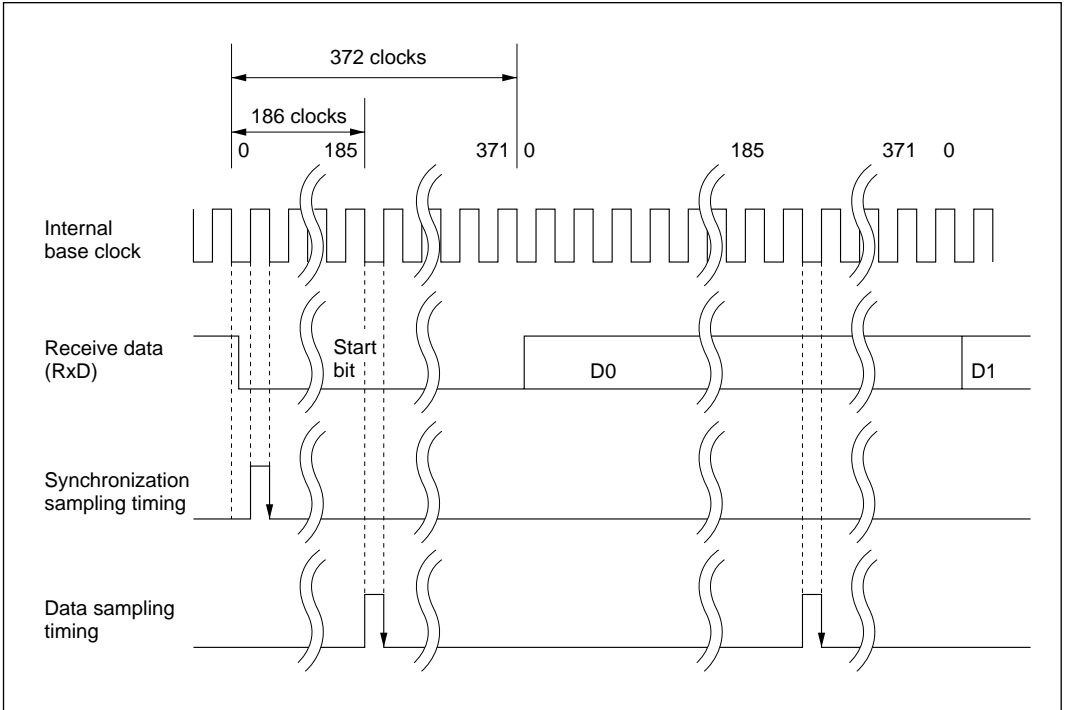 372 clocks
186 clocks
0 185 371 0 185 371 0
Internal
base clock
Receive data
(RxD)
Start
bit
D0
D1
Synchronization
sampling timing
Data sampling
timing